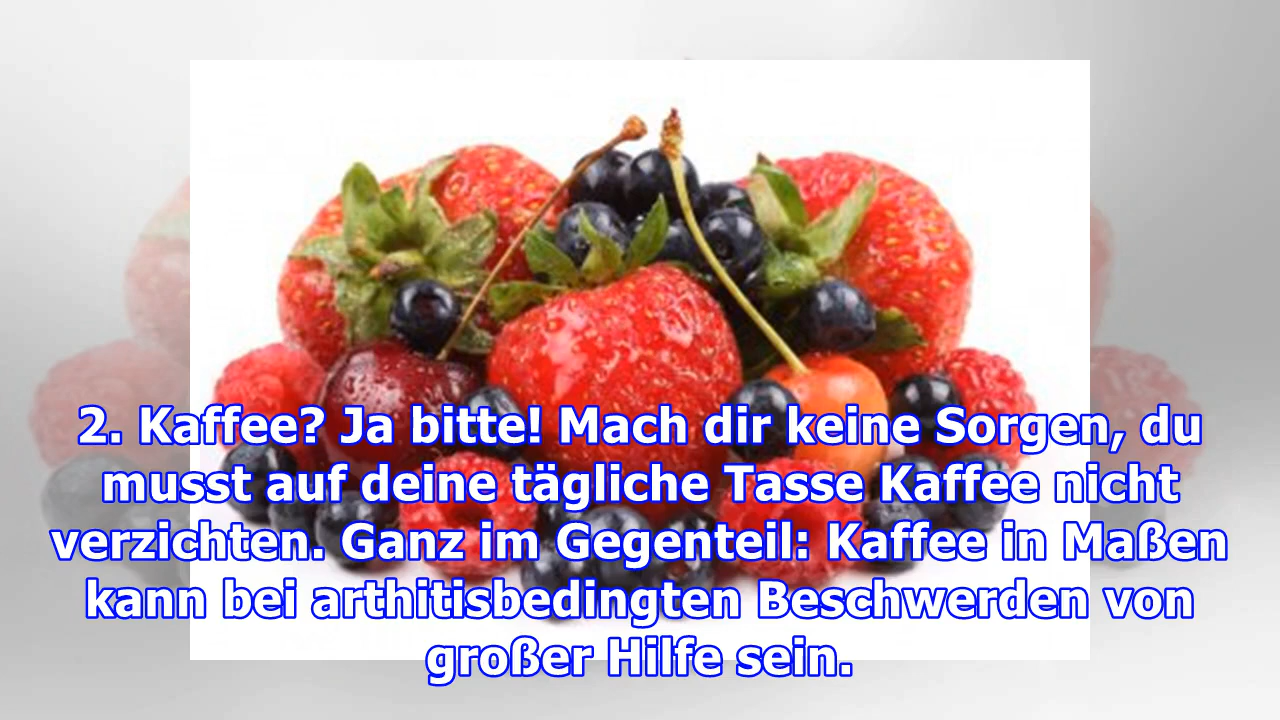 2. Kaffee? Ja bitte! Mach dir keine Sorgen, du
musst auf deine tägliche Tasse Kaffee nicht
verzichten. Ganz im Gegenteil: Kaffee in Maßen
kann bei arthitisbedingten Beschwerden von
großer Hilfe sein.